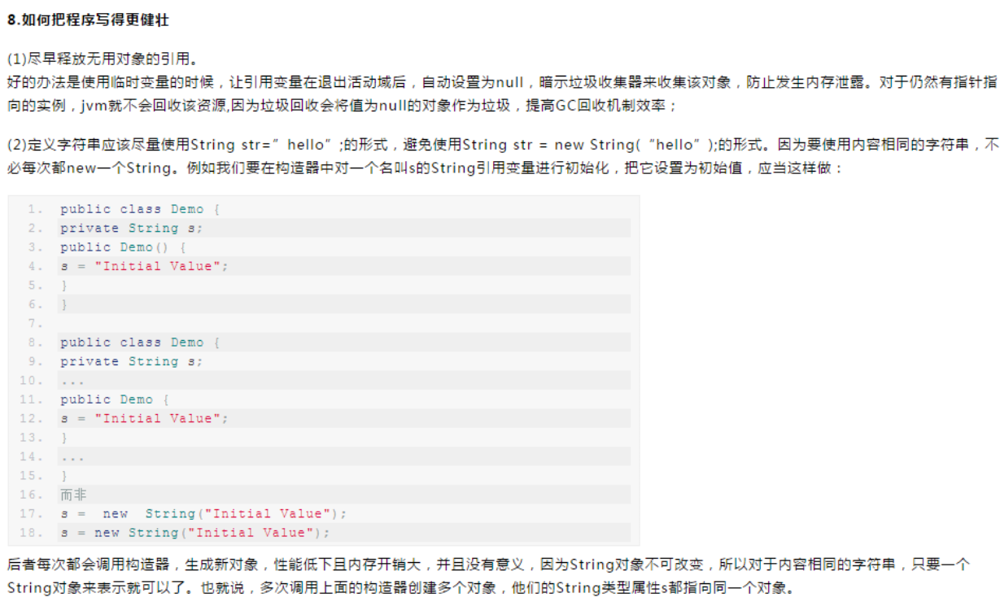 8.如何把程序写得更健壮
(1)尽早释放无用对象的引用。
好的办法是使用临时变量的时候，让引用变量在退出活动域后，自动设置为null，暗示垃圾收集器来收集该对象，防止发生内存泄露。对于仍然有指针指
向的实例，jvm就不会回收该资源,因为垃圾回收会将值为null的对象作为垃圾，提高GC回收机制效率；
(2)定义字符串应该尽量使用String str=” hello” ;的形式，避免使用String str = new String( “hello” );的形式。因为要使用内容相同的字符串，不
必每次都new一个String。例如我们要在构造器中对一个名叫s的String引用变量进行初始化，把它设置为初始值，应当这样做：
1. public class Demo {
2. private String s;
3. public Demo() {
4. s = "Initial Value";
5. }
6. }
7.
8. public class Demo {
9. private String s;
10. ...
11. public Demo {
12. s = "Initial Value";
13. }
14. ...
15. }
16. 而非
17. s =  new  String("Initial Value");
18. s = new String("Initial Value");
后者每次都会调用构造器，生成新对象，性能低下且内存开销大，并且没有意义，因为String对象不可改变，所以对于内容相同的字符串，只要一个
String对象来表示就可以了。也就说，多次调用上面的构造器创建多个对象，他们的String类型属性s都指向同一个对象。